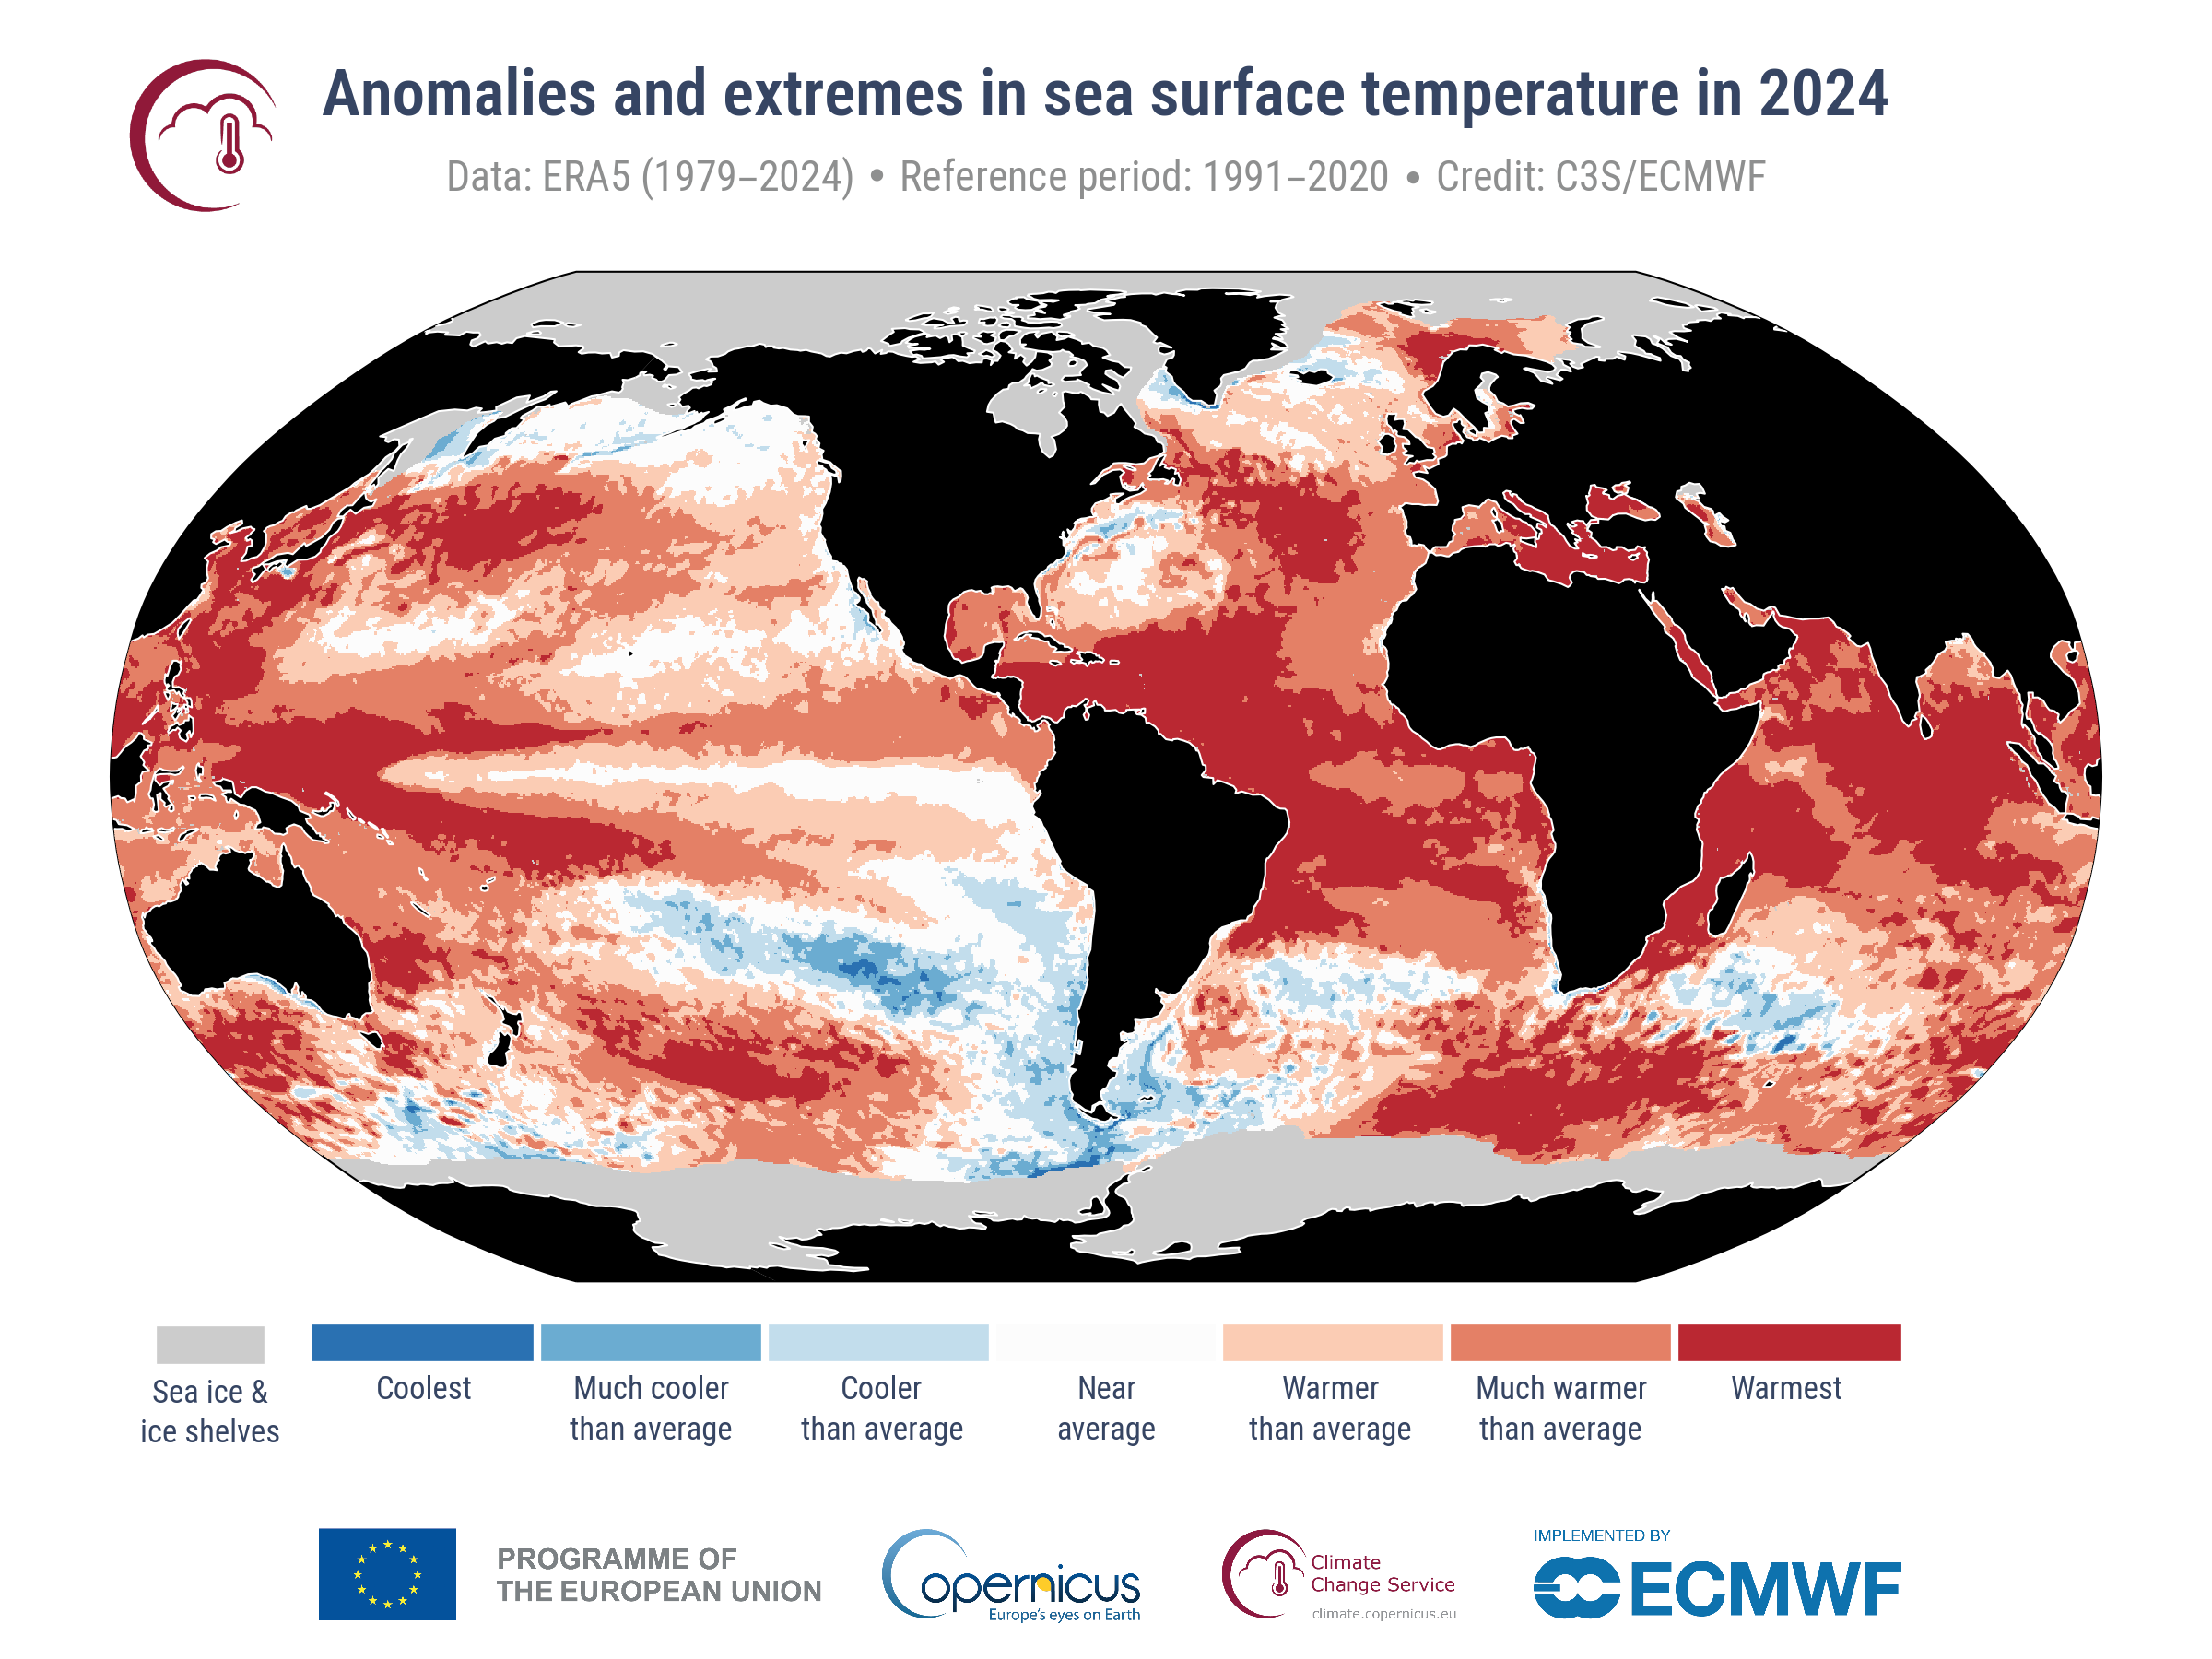 Anomalies and extremes in sea surface temperature in 2024
Data: ERA5 (1979–2024) • Reference period: 1991–2020 • Credit: C3S/ECMWF
Sea ice &
ice shelves
Coolest
Much cooler
than average
Cooler
than average
Near
average
Warmer
than average
Much warmer
than average
Warmest
PROGRAMME OF
THE EUROPEAN UNION
opernicus
Europe's eyes on Earth
Climate
Change Service
climate.copernicus.eu
IMPLEMENTED BY
ECMWF